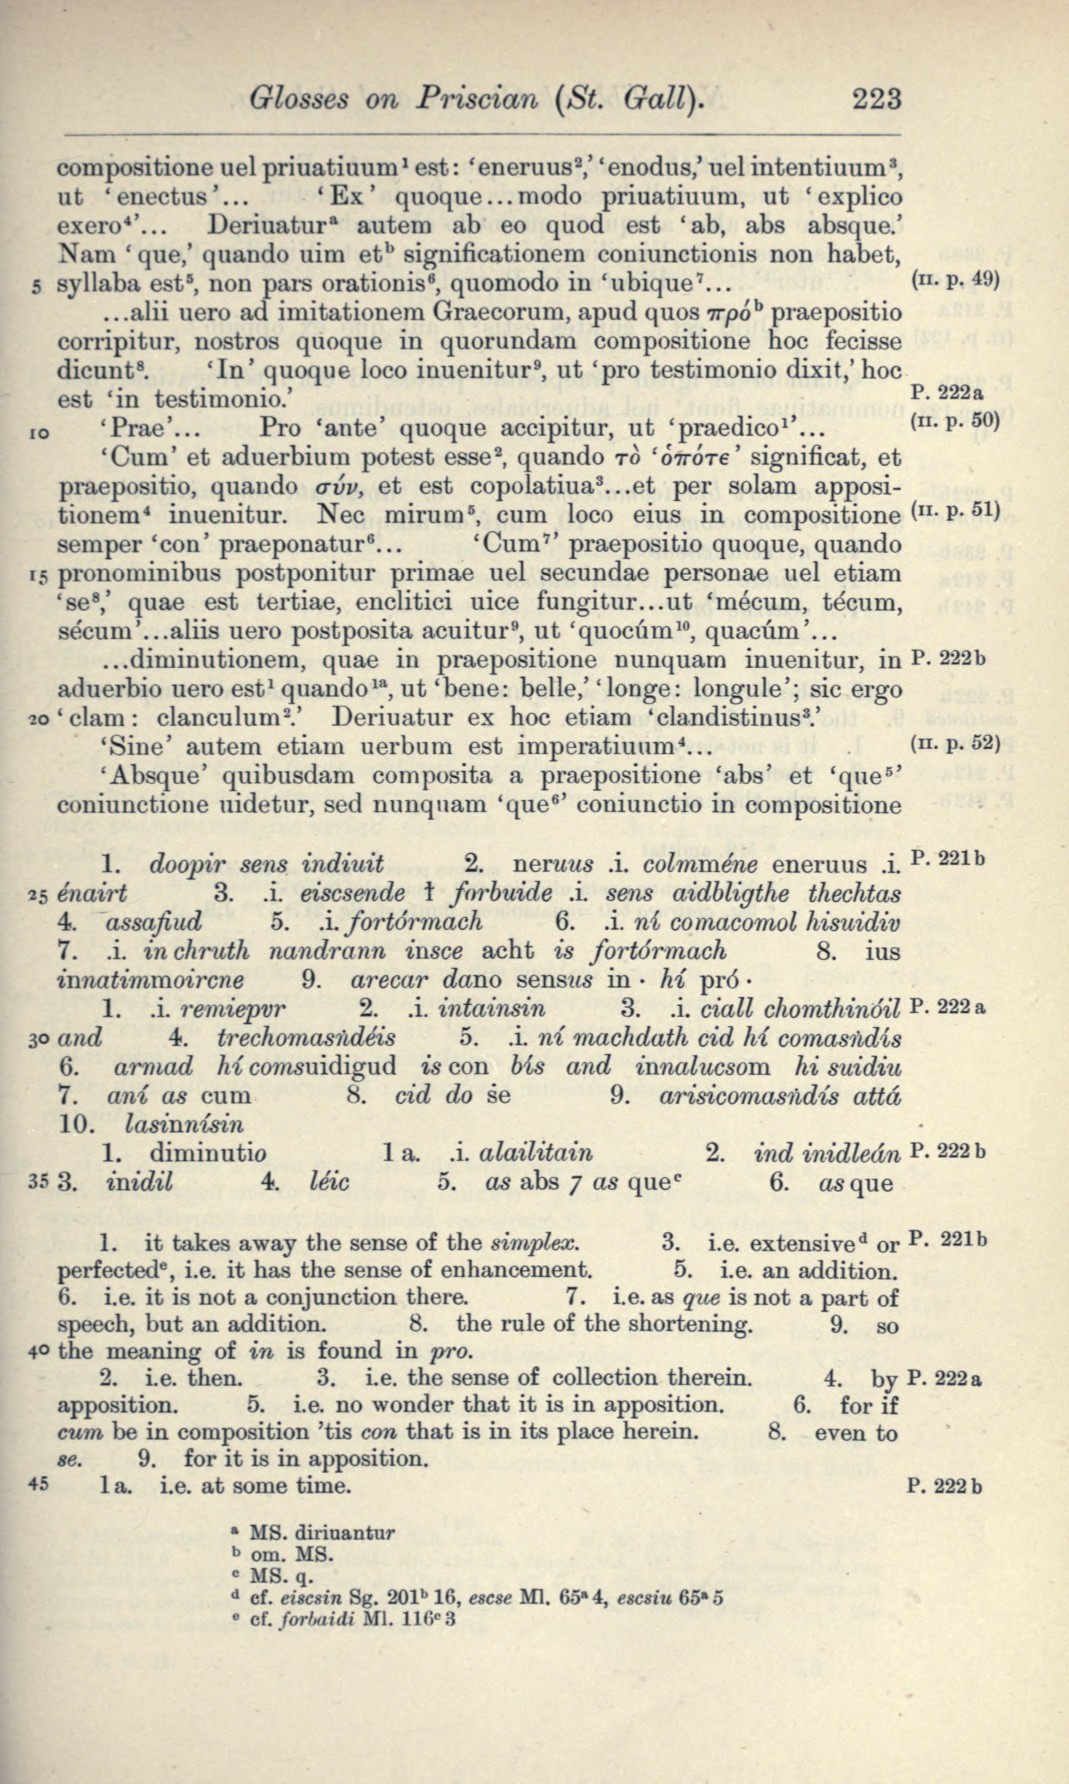 Glosses on Priscian (St. Gall). 223
compositione uel priuatiuum¹ est: ‘eneruus²,’ ‘enodus,’ uel intentiuum³,
ut ‘enectus’... ‘Ex’ quoque...modo priuatiuum, ut ‘explico
exero⁴’... Deriuaturᵃ autem ab eo quod est ‘ab, abs absque.’
Nam ‘que,’ quando uim etᵇ significationem coniunctionis non habet,
5 syllaba est⁵, non pars orationis⁶, quomodo in ‘ubique⁷... (II. p. 49)
...alii uero ad imitationem Graecorum, apud quos πρόᵇ praepositio
corripitur, nostros quoque in quorundam compositione hoc fecisse
dicunt⁸. ‘In’ quoque loco inuenitur⁹, ut ‘pro testimonio dixit,’ hoc
est ‘in testimonio.’ P. 222a
10 ‘Prae’... Pro ‘ante’ quoque accipitur, ut ‘praedico¹’... (II. p. 50)
‘Cum’ et aduerbium potest esse², quando τὸ ‘ὁπότε’ significat, et
praepositio, quando σύν, et est copolatiua³...et per solam apposi-
tionem⁴ inuenitur. Nec mirum⁵, cum loco eius in compositione (II. p. 51)
semper ‘con’ praeponatur⁶... ‘Cum⁷’ praepositio quoque, quando
15 pronominibus postponitur primae uel secundae personae uel etiam
‘se⁸,’ quae est tertiae, enclitici uice fungitur...ut ‘mécum, técum,
sécum’...aliis uero postposita acuitur⁹, ut ‘quocúm¹⁰, quacúm’...
...diminutionem, quae in praepositione nunquam inuenitur, in P. 222b
aduerbio uero est¹ quando¹ᵃ, ut ‘bene: belle,’ ‘longe: longule’; sic ergo
20 ‘clam: clanculum².’ Deriuatur ex hoc etiam ‘clandistinus³.’
‘Sine’ autem etiam uerbum est imperatiuum⁴... (II. p. 52)
‘Absque’ quibusdam composita a praepositione ‘abs’ et ‘que⁵’
coniunctione uidetur, sed nunquam ‘que⁶’ coniunctio in compositione
1. doopir sens indiuit 2. neruus .i. colmméne eneruus .i. P. 221b
25 énairt 3. .i. eiscsende ɫ forbuide .i. sens aidbligthe thechtas
4. assafiud 5. .i. fortórmach 6. .i. ní comacomol hisuidiv
7. .i. in chruth nandrann insce acht is fortórmach 8. ius
innatimmoircne 9. arecar dano sensus in · hí pró ·
1. .i. remiepvr 2. .i. intainsin 3. .i. ciall chomthinóil P. 222a
30 and 4. trechomasṅdéis 5. .i. ní machdath cid hí comasṅdís
6. armad hí comsuidigud is con bís and innalucsom hi suidiu
7. aní as cum 8. cid do ṡe 9. arisicomasṅdís attá
10. lasinnísin
1. diminutio 1 a. .i. alailitain 2. ind inidleán P. 222b
35 3. inidil 4. léic 5. as abs 7 as queᶜ 6. as que
1. it takes away the sense of the simplex. 3. i.e. extensiveᵈ or P. 221b
perfectedᵉ, i.e. it has the sense of enhancement. 5. i.e. an addition.
6. i.e. it is not a conjunction there. 7. i.e. as que is not a part of
speech, but an addition. 8. the rule of the shortening. 9. so
40 the meaning of in is found in pro.
2. i.e. then. 3. i.e. the sense of collection therein. 4. by P. 222a
apposition. 5. i.e. no wonder that it is in apposition. 6. for if
cum be in composition 'tis con that is in its place herein. 8. even to
se. 9. for it is in apposition.
45 1a. i.e. at some time. P. 222b
ᵃ MS. diriuantur
ᵇ om. MS.
ᶜ MS. q.
ᵈ cf. eiscsin Sg. 201ᵇ 16, escse Ml. 65ᵃ 4, escsiu 65ᵃ 5
ᵉ cf. forbaidi Ml. 116ᶜ 3